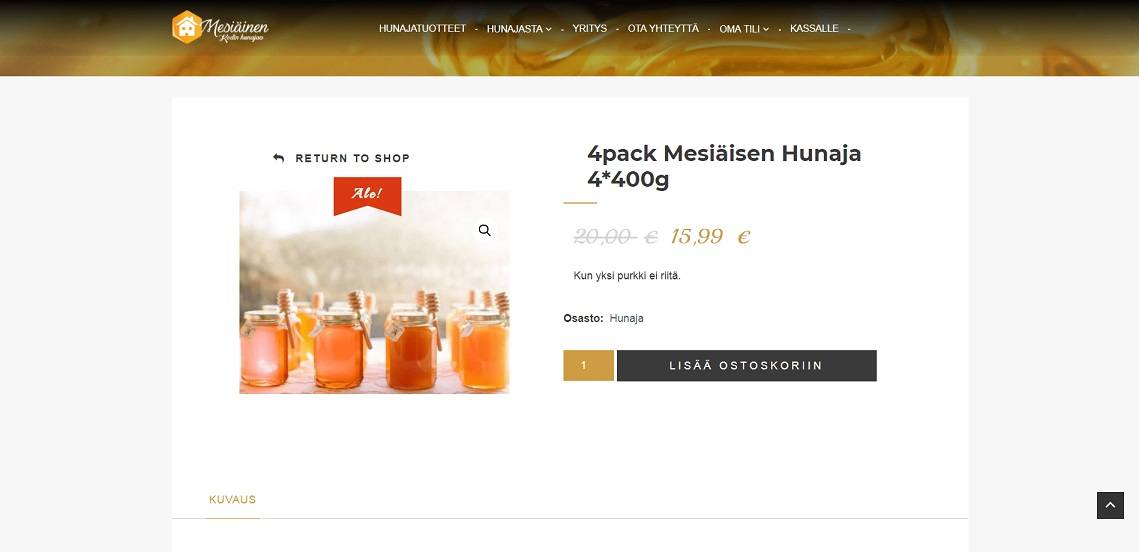 Mesiäinen
Kodin hunajaa
HUNAJATUOTTEET - HUNAJASTA - YRITYS - OTA YHTEYTTÄ - OMA TILI - KASSALLE -
RETURN TO SHOP
Ale!
4pack Mesiäisen Hunaja
4*400g
20,00 € 15,99 €
Kun yksi purkki ei riitä.
Osasto: Hunaja
1 LISÄÄ OSTOSKORIIN
KUVAUS